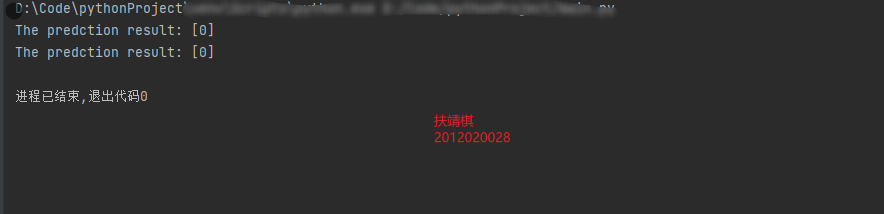 D:\Code\pythonProject\
The predction result: [0]
The predction result: [0]
进程已结束,退出代码0
扶靖棋
2012020028